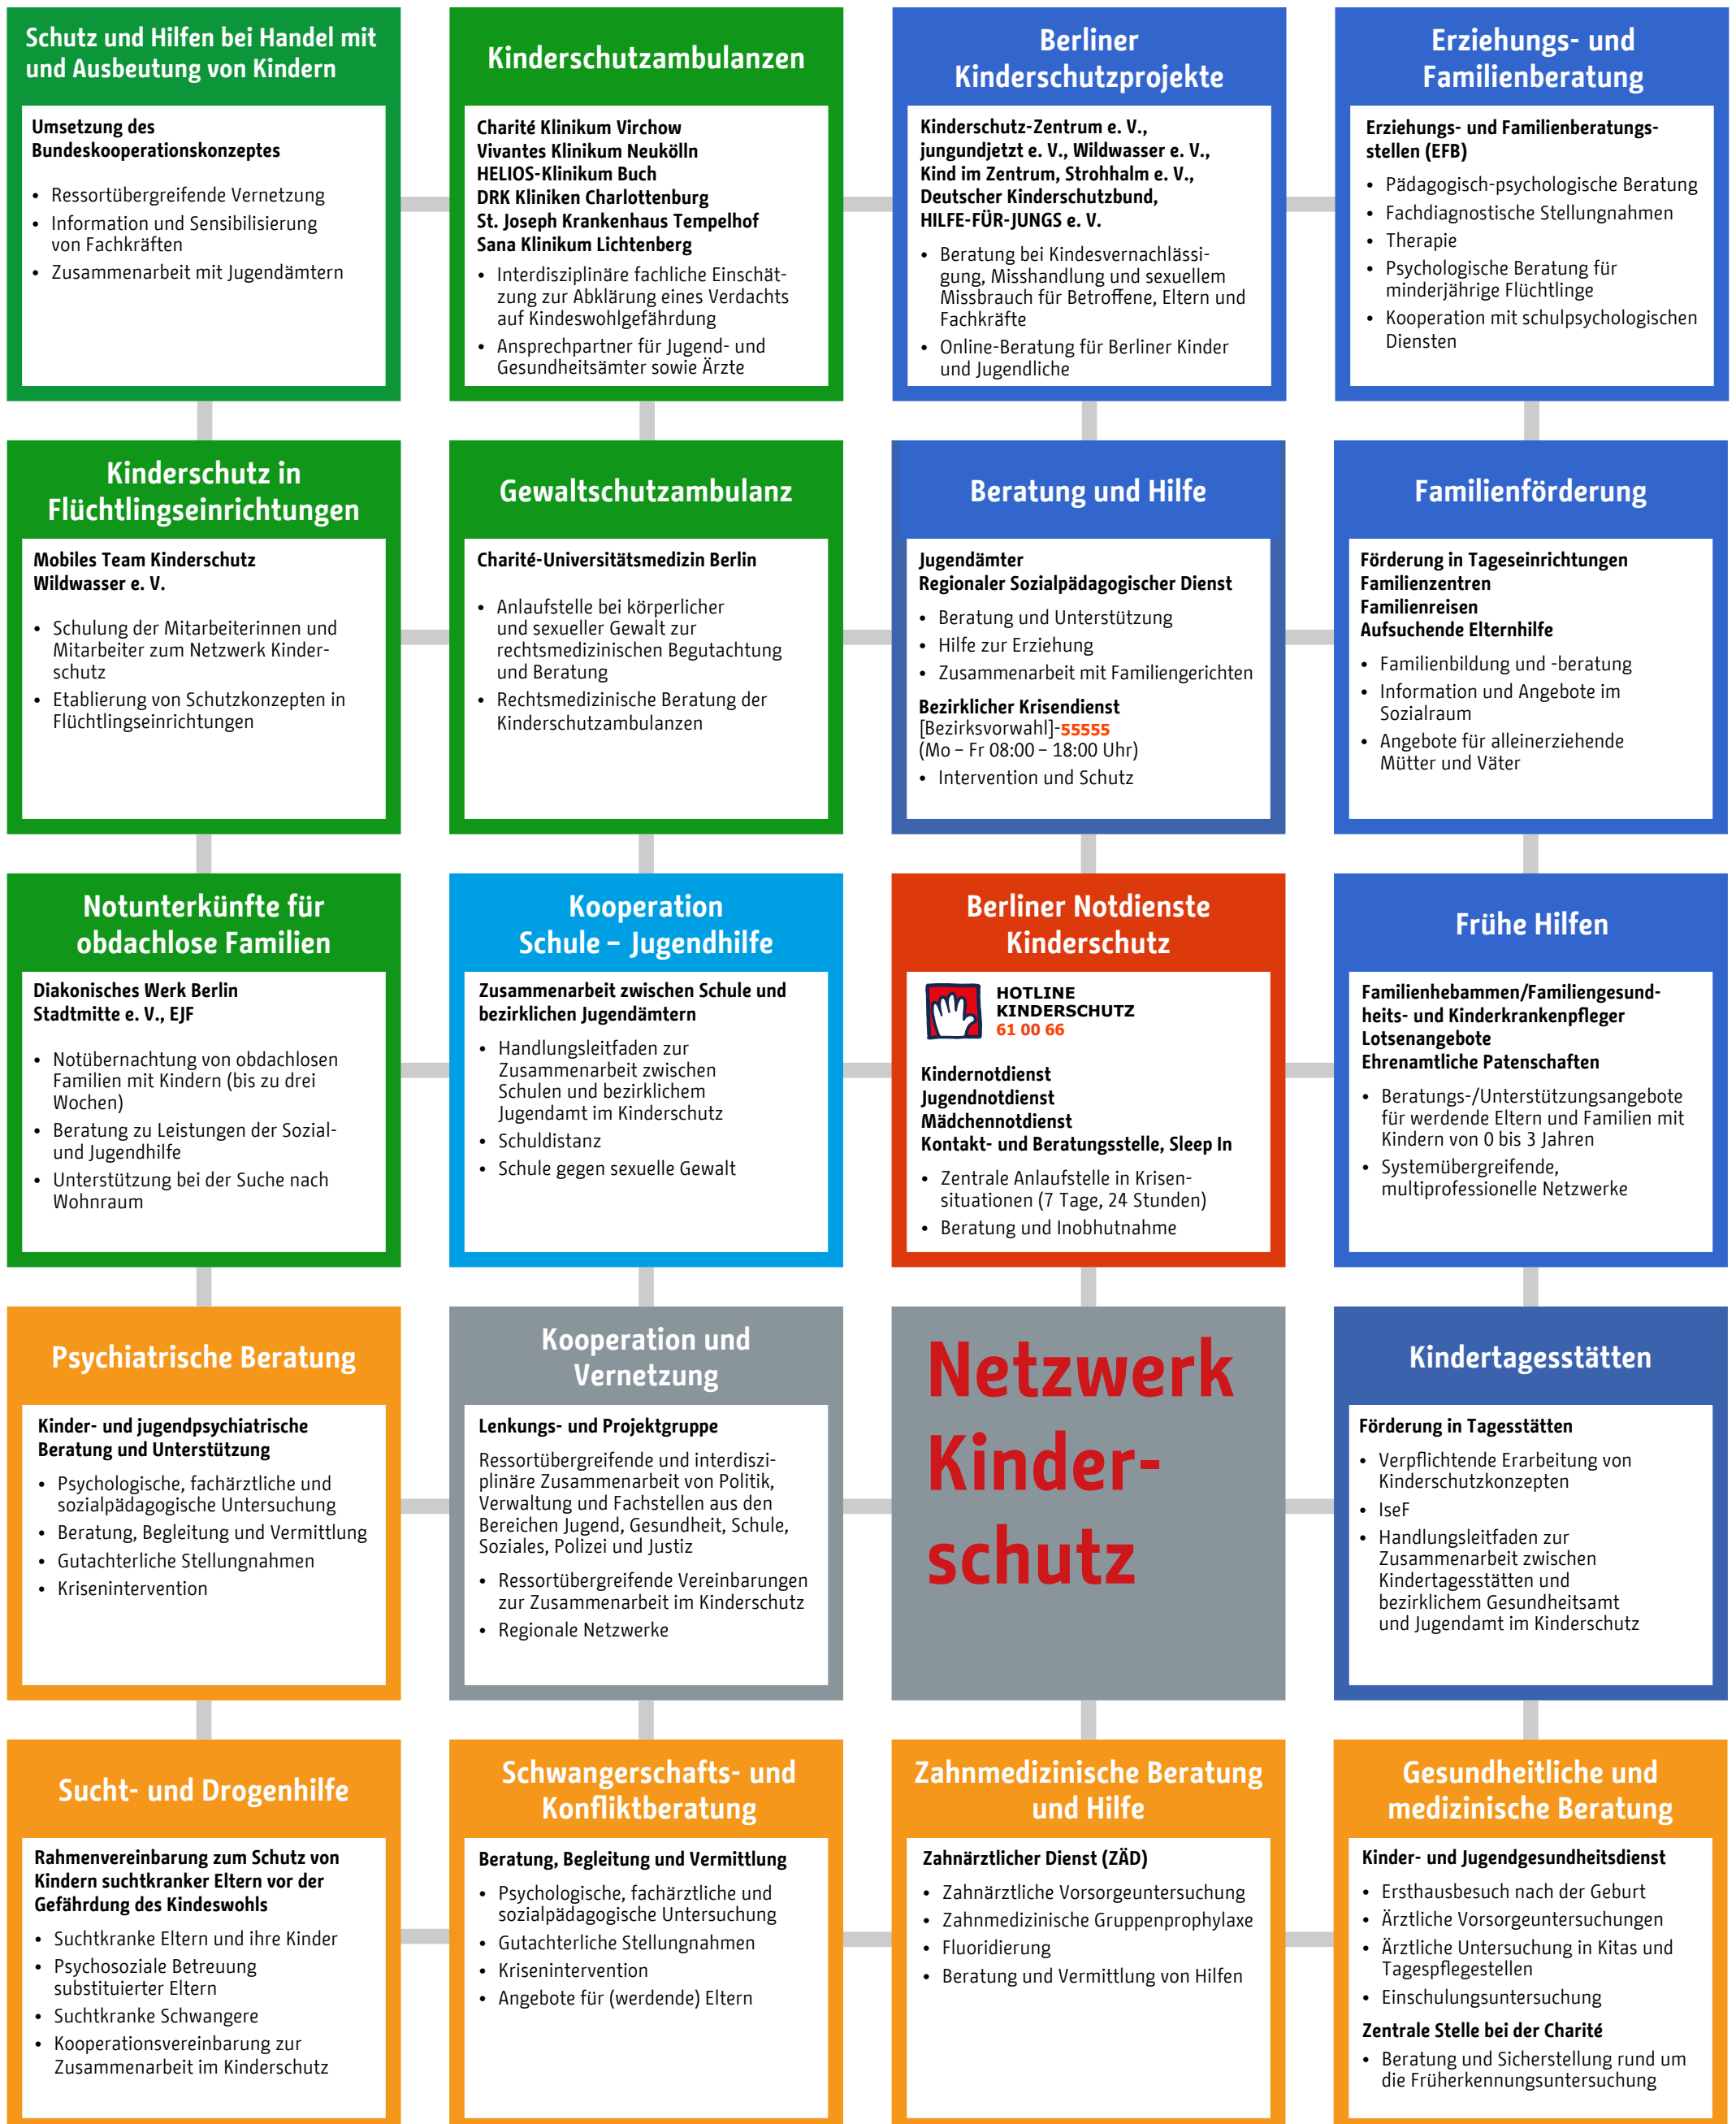 Schutz und Hilfen bei Handel mit
und Ausbeutung von Kindern
Umsetzung des
Bundeskooperationskonzeptes
• Ressortübergreifende Vernetzung
• Information und Sensibilisierung
von Fachkräften
• Zusammenarbeit mit Jugendämtern
Kinderschutzambulanzen
Charité Klinikum Virchow
Vivantes Klinikum Neukölln
HELIOS-Klinikum Buch
DRK Kliniken Charlottenburg
St. Joseph Krankenhaus Tempelhof
Sana Klinikum Lichtenberg
• Interdisziplinäre fachliche Einschät-
zung zur Abklärung eines Verdachts
auf Kindeswohlgefährdung
• Ansprechpartner für Jugend- und
Gesundheitsämter sowie Ärzte
Berliner
Kinderschutzprojekte
Kinderschutz-Zentrum e. V.,
jungundjetzt e. V., Wildwasser e. V.,
Kind im Zentrum, Strohhalm e. V.,
Deutscher Kinderschutzbund,
HILFE-FÜR-JUNGS e. V.
• Beratung bei Kindesvernachlässi-
gung, Misshandlung und sexuellem
Missbrauch für Betroffene, Eltern und
Fachkräfte
• Online-Beratung für Berliner Kinder
und Jugendliche
Erziehungs- und
Familienberatung
Erziehungs- und Familienberatungs-
stellen (EFB)
• Pädagogisch-psychologische Beratung
• Fachdiagnostische Stellungnahmen
• Therapie
• Psychologische Beratung für
minderjährige Flüchtlinge
• Kooperation mit schulpsychologischen
Diensten
Kinderschutz in
Flüchtlingseinrichtungen
Mobiles Team Kinderschutz
Wildwasser e. V.
• Schulung der Mitarbeiterinnen und
Mitarbeiter zum Netzwerk Kinder-
schutz
• Etablierung von Schutzkonzepten in
Flüchtlingseinrichtungen
Gewaltschutzambulanz
Charité-Universitätsmedizin Berlin
• Anlaufstelle bei körperlicher
und sexueller Gewalt zur
rechtsmedizinischen Begutachtung
und Beratung
• Rechtsmedizinische Beratung der
Kinderschutzambulanzen
Beratung und Hilfe
Jugendämter
Regionaler Sozialpädagogischer Dienst
• Beratung und Unterstützung
• Hilfe zur Erziehung
• Zusammenarbeit mit Familiengerichten
Bezirklicher Krisendienst
[Bezirksvorwahl]-55555
(Mo – Fr 08:00 – 18:00 Uhr)
• Intervention und Schutz
Familienförderung
Förderung in Tageseinrichtungen
Familienzentren
Familienreisen
Aufsuchende Elternhilfe
• Familienbildung und -beratung
• Information und Angebote im
Sozialraum
• Angebote für alleinerziehende
Mütter und Väter
Notunterkünfte für
obdachlose Familien
Diakonisches Werk Berlin
Stadtmitte e. V., EJF
• Notübernachtung von obdachlosen
Familien mit Kindern (bis zu drei
Wochen)
• Beratung zu Leistungen der Sozial-
und Jugendhilfe
• Unterstützung bei der Suche nach
Wohnraum
Kooperation
Schule – Jugendhilfe
Zusammenarbeit zwischen Schule und
bezirklichen Jugendämtern
• Handlungsleitfaden zur
Zusammenarbeit zwischen
Schulen und bezirklichem
Jugendamt im Kinderschutz
• Schuldistanz
• Schule gegen sexuelle Gewalt
Berliner Notdienste
Kinderschutz
HOTLINE
KINDERSCHUTZ
61 00 66
Kindernotdienst
Jugendnotdienst
Mädchennotdienst
Kontakt- und Beratungsstelle, Sleep In
• Zentrale Anlaufstelle in Krisen-
situationen (7 Tage, 24 Stunden)
• Beratung und Inobhutnahme
Frühe Hilfen
Familienhebammen/Familiengesund-
heits- und Kinderkrankenpfleger
Lotsenangebote
Ehrenamtliche Patenschaften
• Beratungs-/Unterstützungsangebote
für werdende Eltern und Familien mit
Kindern von 0 bis 3 Jahren
• Systemübergreifende,
multiprofessionelle Netzwerke
Psychiatrische Beratung
Kinder- und jugendpsychiatrische
Beratung und Unterstützung
• Psychologische, fachärztliche und
sozialpädagogische Untersuchung
• Beratung, Begleitung und Vermittlung
• Gutachterliche Stellungnahmen
• Krisenintervention
Kooperation und
Vernetzung
Lenkungs- und Projektgruppe
Ressortübergreifende und interdiszi-
plinäre Zusammenarbeit von Politik,
Verwaltung und Fachstellen aus den
Bereichen Jugend, Gesundheit, Schule,
Soziales, Polizei und Justiz
• Ressortübergreifende Vereinbarungen
zur Zusammenarbeit im Kinderschutz
• Regionale Netzwerke
Netzwerk
Kinder-
schutz
Kindertagesstätten
Förderung in Tagesstätten
• Verpflichtende Erarbeitung von
Kinderschutzkonzepten
• IseF
• Handlungsleitfaden zur
Zusammenarbeit zwischen
Kindertagesstätten und
bezirklichem Gesundheitsamt
und Jugendamt im Kinderschutz
Sucht- und Drogenhilfe
Rahmenvereinbarung zum Schutz von
Kindern suchtkranker Eltern vor der
Gefährdung des Kindeswohls
• Suchtkranke Eltern und ihre Kinder
• Psychosoziale Betreuung
substituierter Eltern
• Suchtkranke Schwangere
• Kooperationsvereinbarung zur
Zusammenarbeit im Kinderschutz
Schwangerschafts- und
Konfliktberatung
Beratung, Begleitung und Vermittlung
• Psychologische, fachärztliche und
sozialpädagogische Untersuchung
• Gutachterliche Stellungnahmen
• Krisenintervention
• Angebote für (werdende) Eltern
Zahnmedizinische Beratung
und Hilfe
Zahnärztlicher Dienst (ZÄD)
• Zahnärztliche Vorsorgeuntersuchung
• Zahnmedizinische Gruppenprophylaxe
• Fluoridierung
• Beratung und Vermittlung von Hilfen
Gesundheitliche und
medizinische Beratung
Kinder- und Jugendgesundheitsdienst
• Ersthausbesuch nach der Geburt
• Ärztliche Vorsorgeuntersuchungen
• Ärztliche Untersuchung in Kitas und
Tagespflegestellen
• Einschulungsuntersuchung
Zentrale Stelle bei der Charité
• Beratung und Sicherstellung rund um
die Früherkennungsuntersuchung